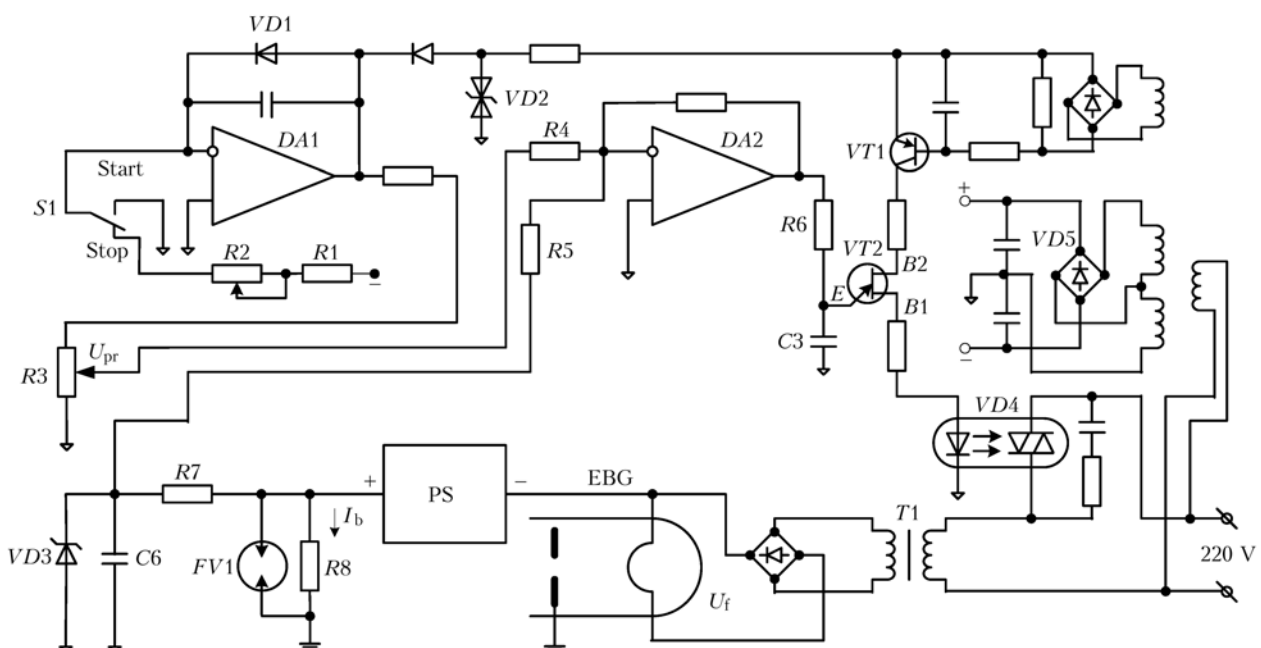 VD1
VD2
DA1
R4
DA2
VT1
Start
S1
Stop
R2
R1
−
R5
R6
VT2
B2
E
B1
C3
+
VD5
−
Upr
R3
VD4
R7
+
PS
−
EBG
T1
Ib
VD3
C6
FV1
R8
Uf
220 V